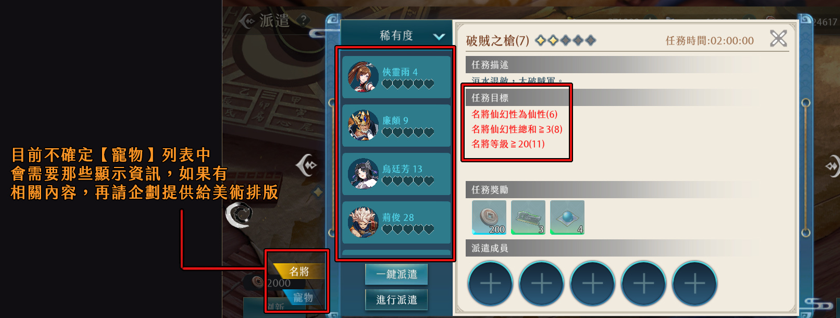 派遣 ?
稀有度
俠靈雨 4
廉頗 9
烏廷芳 13
荊俊 28
一鍵派遣
進行派遣
破賊之槍(7)
任務時間:02:00:00
任務描述
任務目標
名將仙幻性為仙性(6)
名將仙幻性總和≧3(8)
名將等級≧20(11)
任務獎勵
200
3
4
派遣成員
24617
目前不確定【寵物】列表中
會需要那些顯示資訊，如果有
相關內容，再請企劃提供給美術排版
名將
2000
寵物